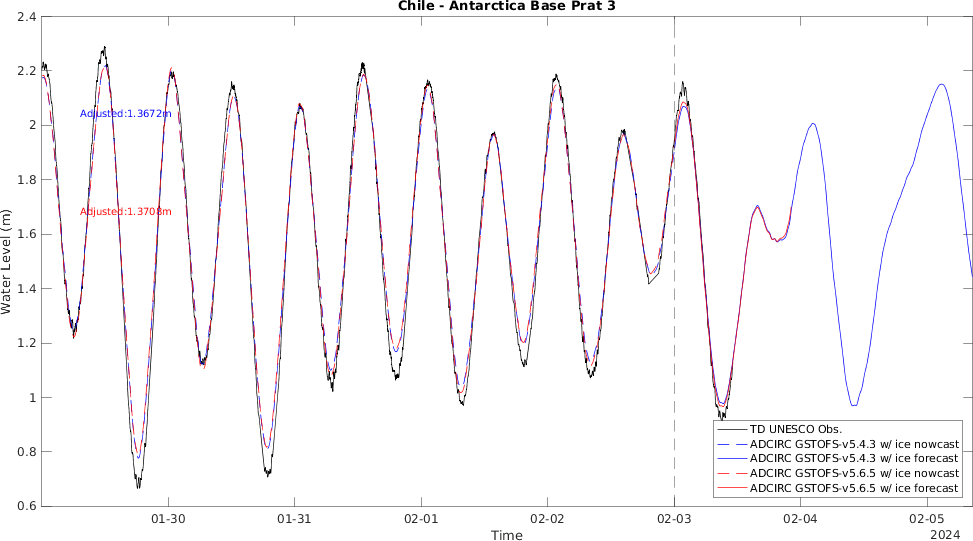 Chile - Antarctica Base Prat 3
2.4
2.2
2
1.8
1.6
1.4
1.2
1
0.8
0.6
Water Level (m)
Adjusted:1.3672m
Adjusted:1.3708m
TD UNESCO Obs.
ADCIRC GSTOFS-v5.4.3 w/ ice nowcast
ADCIRC GSTOFS-v5.4.3 w/ ice forecast
ADCIRC GSTOFS-v5.6.5 w/ ice nowcast
ADCIRC GSTOFS-v5.6.5 w/ ice forecast
01-30 01-31 02-01 02-02 02-03 02-04 02-05
Time
2024